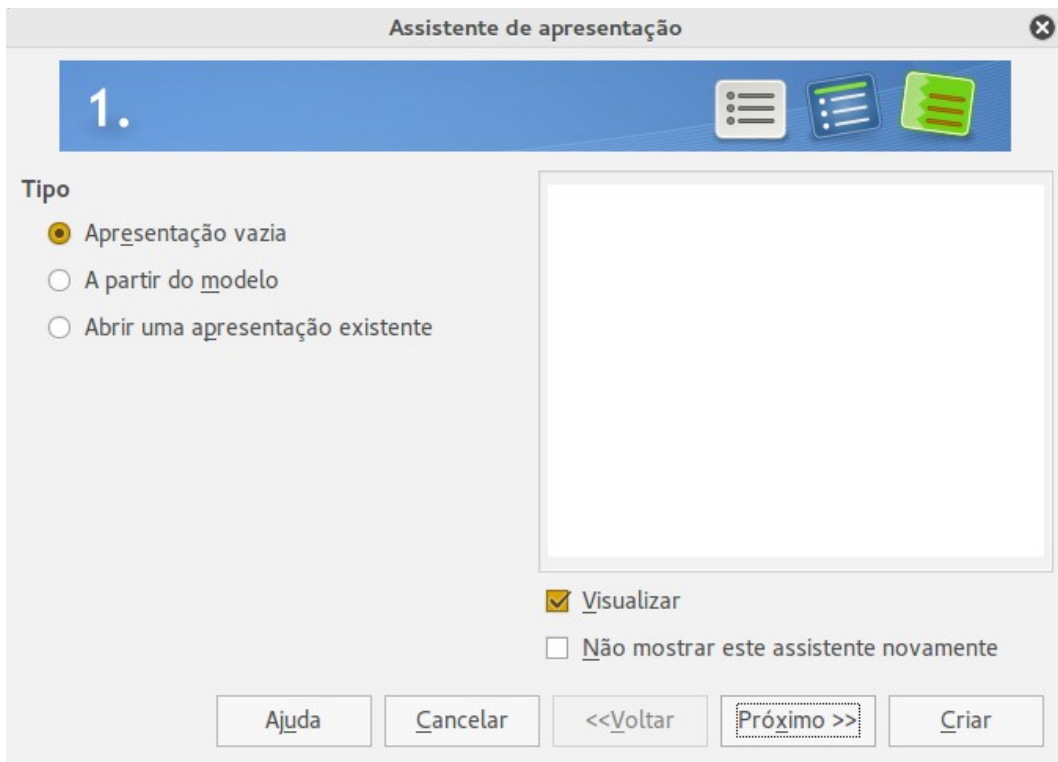 Assistente de apresentação
1.
Tipo
Apresentação vazia
A partir do modelo
Abrir uma apresentação existente
Visualizar
Não mostrar este assistente novamente
Ajuda
Cancelar
<<Voltar
Próximo >>
Criar